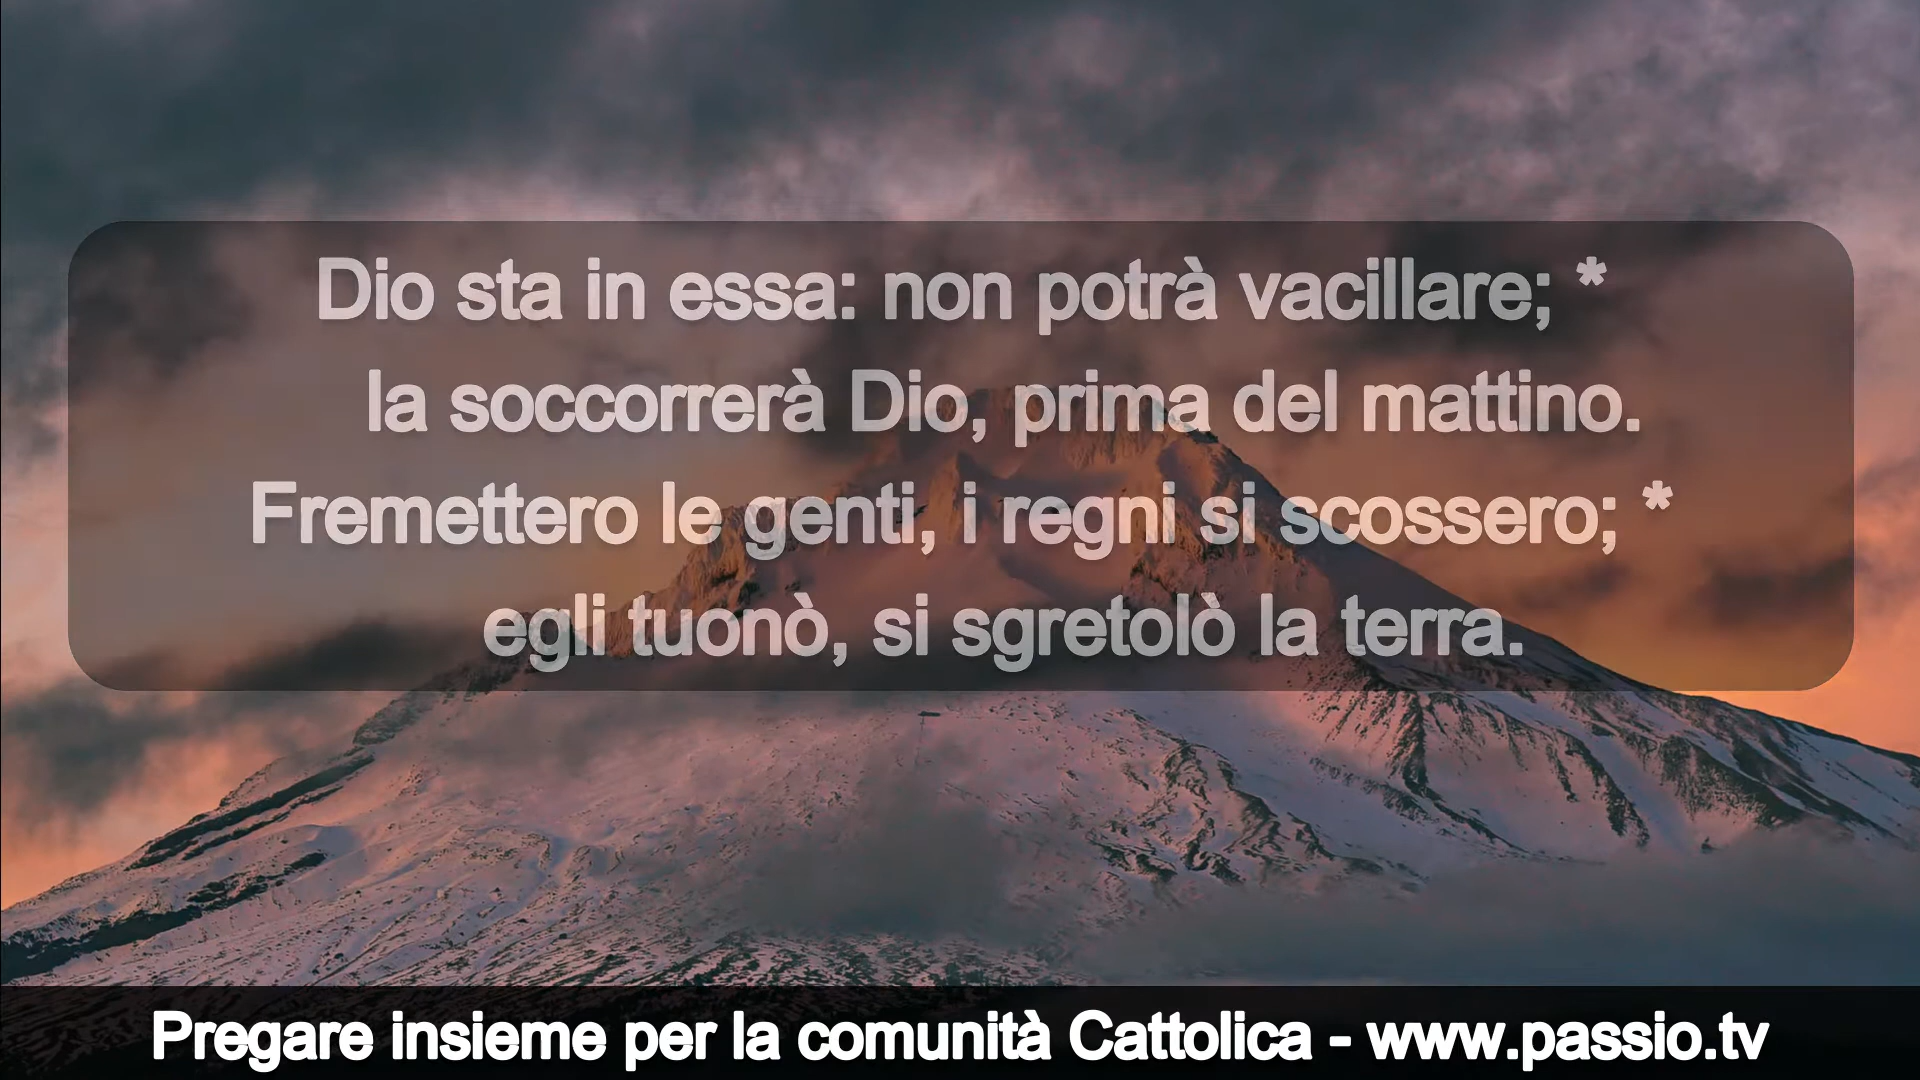 Dio sta in essa: non potrà vacillare; *
la soccorrerà Dio, prima del mattino.
Fremettero le genti, i regni si scossero; *
egli tuonò, si sgretolò la terra.
Pregare insieme per la comunità Cattolica - www.passio.tv